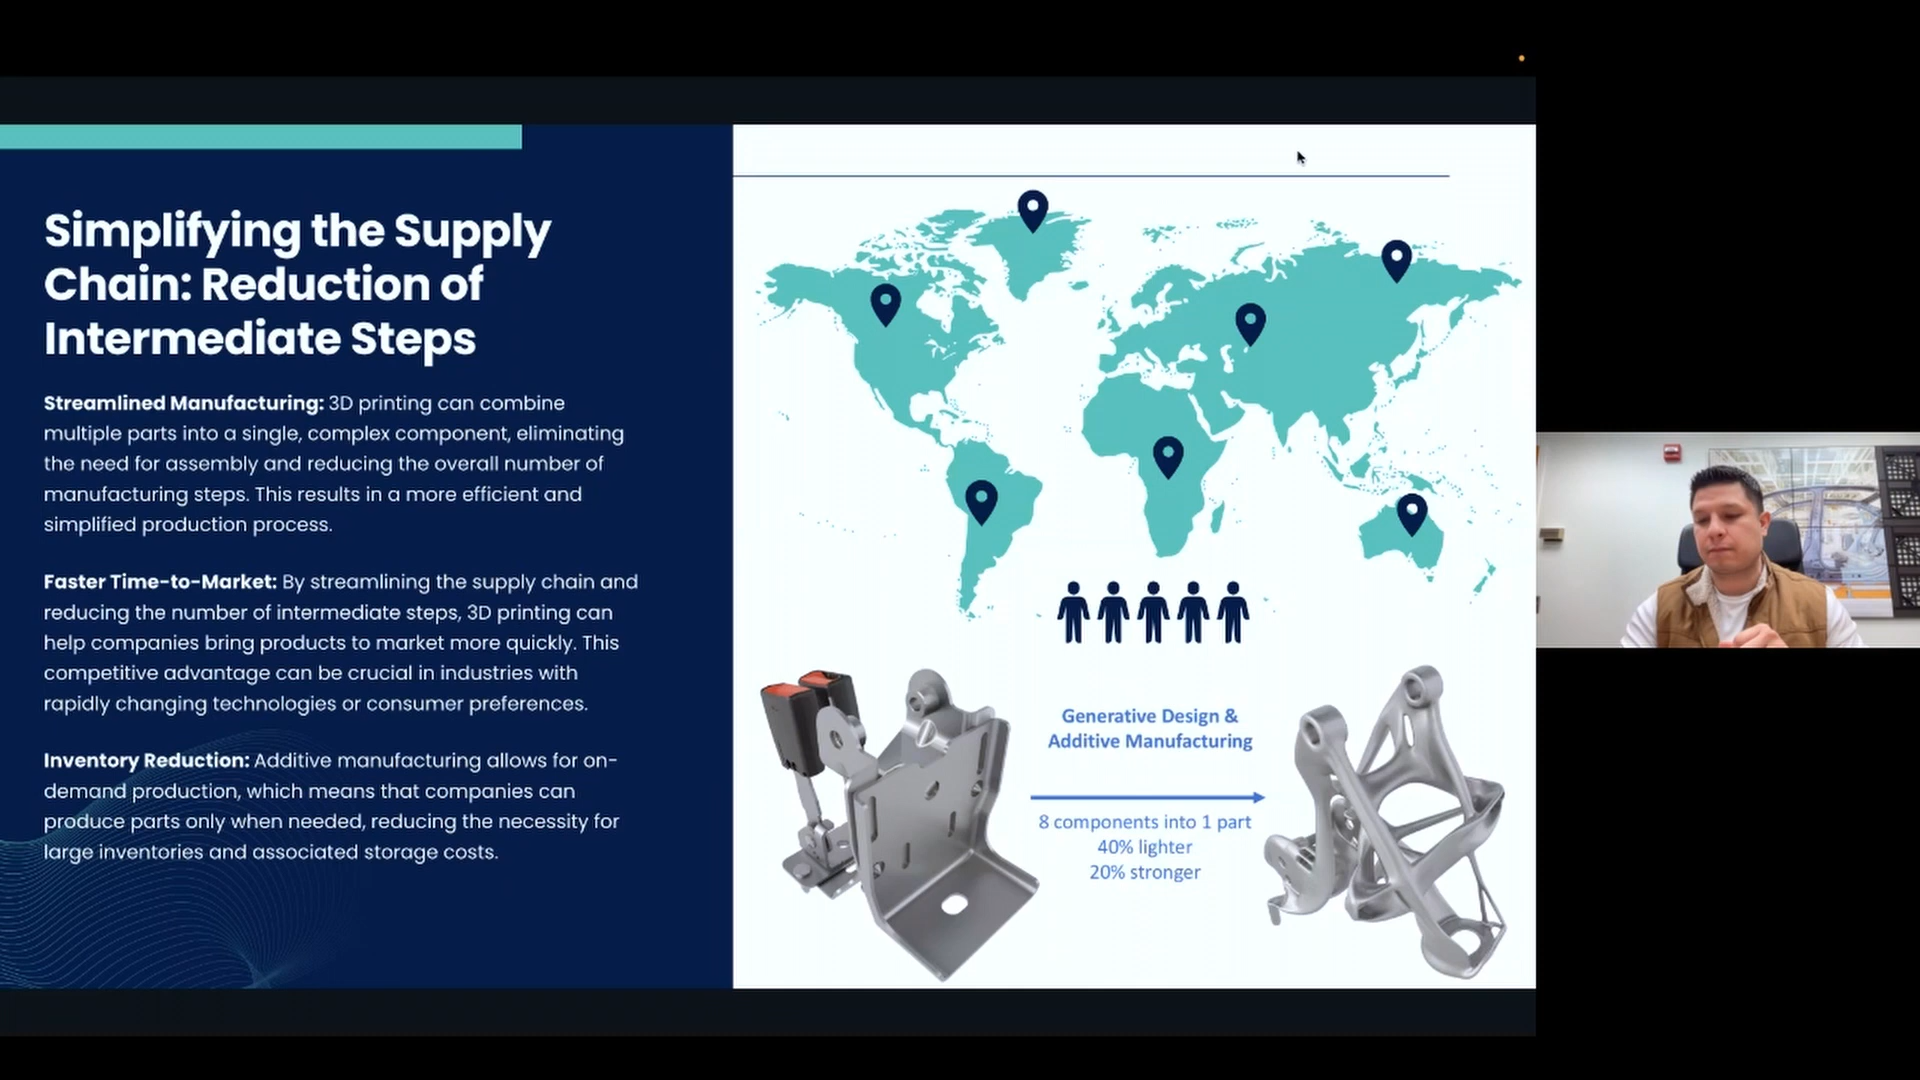 Simplifying the Supply
Chain: Reduction of
Intermediate Steps
Streamlined Manufacturing: 3D printing can combine
multiple parts into a single, complex component, eliminating
the need for assembly and reducing the overall number of
manufacturing steps. This results in a more efficient and
simplified production process.
Faster Time-to-Market: By streamlining the supply chain and
reducing the number of intermediate steps, 3D printing can
help companies bring products to market more quickly. This
competitive advantage can be crucial in industries with
rapidly changing technologies or consumer preferences.
Inventory Reduction: Additive manufacturing allows for on-
demand production, which means that companies can
produce parts only when needed, reducing the necessity for
large inventories and associated storage costs.
Generative Design &
Additive Manufacturing
8 components into 1 part
40% lighter
20% stronger